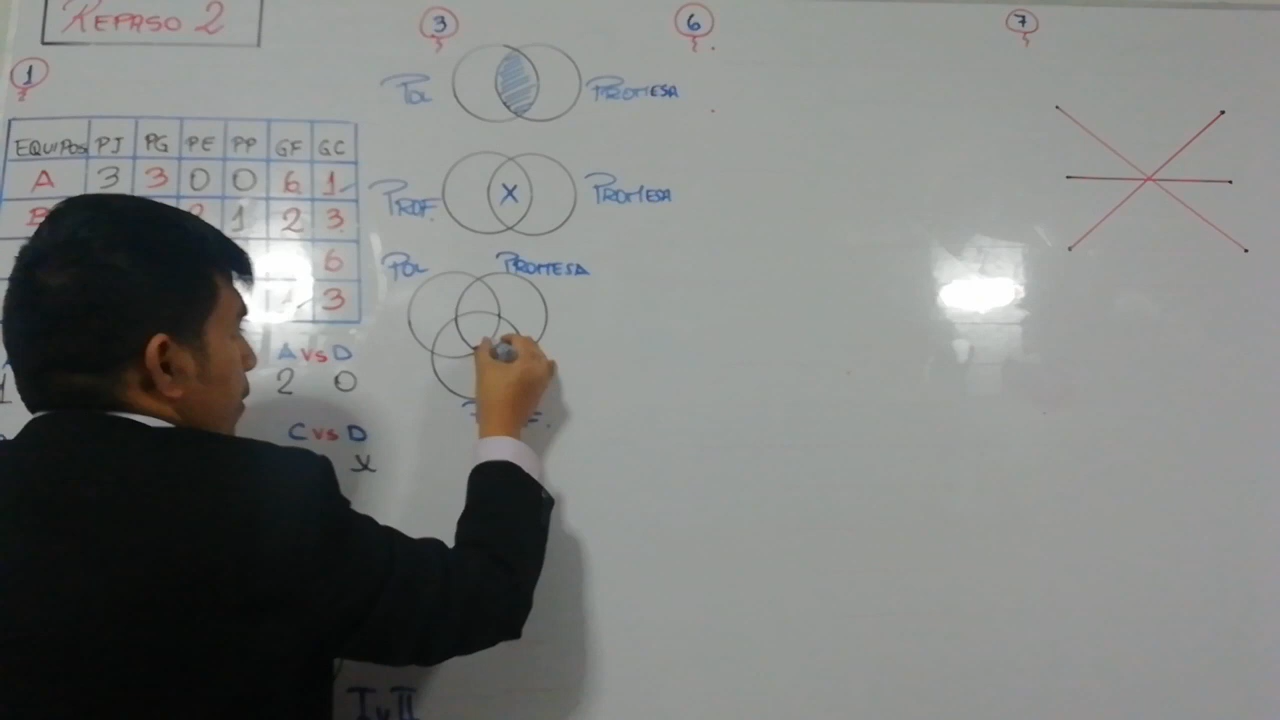 REPASO 2
1
EQUIPOS PJ PG PE PP GF GC
A 3 3 0 0 6 1
B 1 2 3
6
3
A vs D
2 0
C vs D
x
3
POL PROMESA
PROF. X PROMESA
POL PROMESA
I y II
6
7